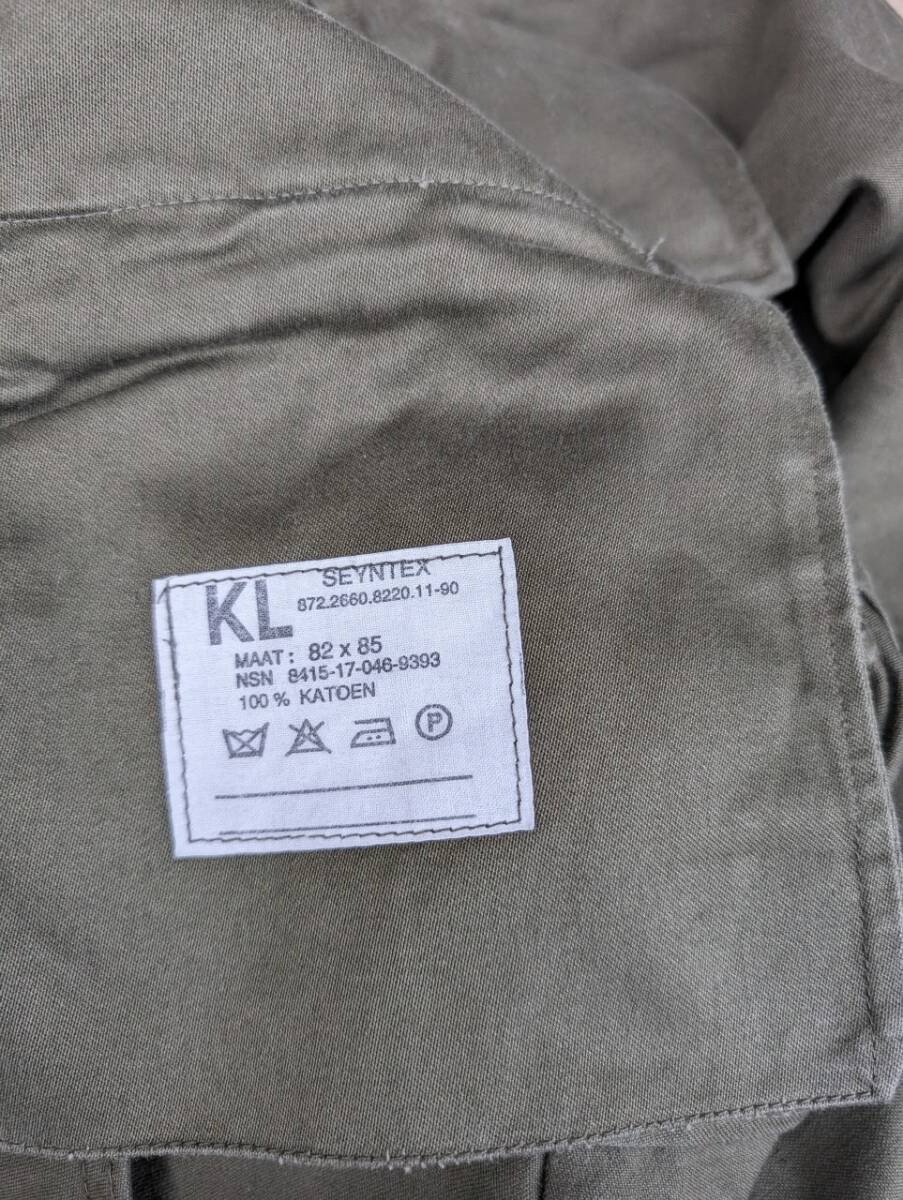 SEYNTEX
KL 872.2660.8220.11-90
MAAT: 82 x 85
NSN 8415-17-046-9393
100 % KATOEN
P